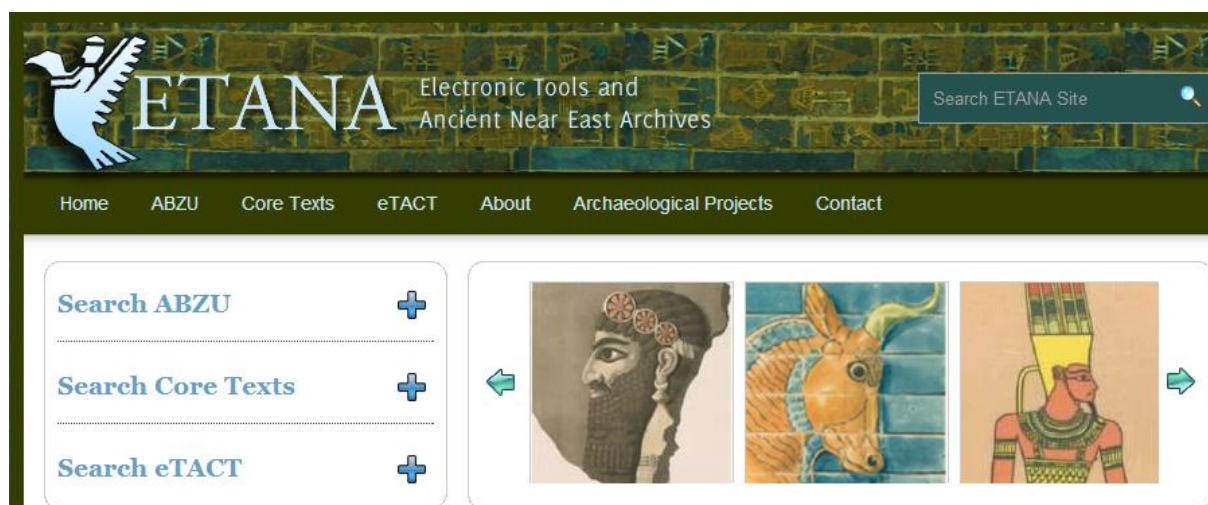 ETANA
Electronic Tools and
Ancient Near East Archives
Search ETANA Site
Home ABZU Core Texts eTACT About Archaeological Projects Contact
Search ABZU
Search Core Texts
Search eTACT